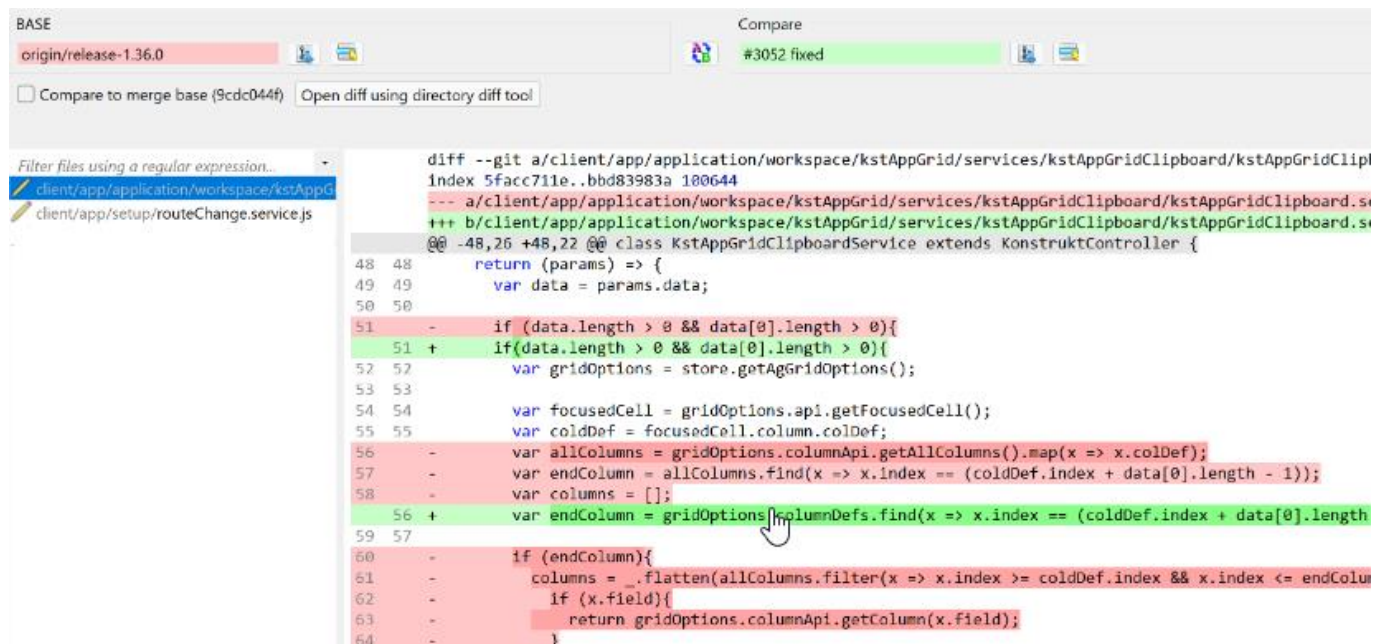 BASE
Compare
origin/release-1.36.0
#3052 fixed
Compare to merge base (9cdc044f) Open diff using directory diff tool
Filter files using a regular expression...
client/app/application/workspace/kstAppG
client/app/setup/routeChange.service.js
diff --git a/client/app/application/workspace/kstAppGrid/services/kstAppGridClipboard/kstAppGridClip
index 5facc711e..bbd83983a 100644
--- a/client/app/application/workspace/kstAppGrid/services/kstAppGridClipboard/kstAppGridClipboard.s
+++ b/client/app/application/workspace/kstAppGrid/services/kstAppGridClipboard/kstAppGridClipboard.s
@@ -48,26 +48,22 @@ class KstAppGridClipboardService extends KonstruktController {
48 48 return (params) => {
49 49 var data = params.data;
50 50
51 - if (data.length > 0 && data[0].length > 0){
51 + if(data.length > 0 && data[0].length > 0){
52 52 var gridOptions = store.getAgGridOptions();
53 53
54 54 var focusedCell = gridOptions.api.getFocusedCell();
55 55 var coldDef = focusedCell.column.colDef;
56 - var allColumns = gridOptions.columnApi.getAllColumns().map(x => x.colDef);
57 - var endColumn = allColumns.find(x => x.index == (coldDef.index + data[0].length - 1));
58 - var columns = [];
56 + var endColumn = gridOptions.columnDefs.find(x => x.index == (coldDef.index + data[0].length
59 57
60 - if (endColumn){
61 - columns = _.flatten(allColumns.filter(x => x.index >= coldDef.index && x.index <= endColu
62 - if (x.field){
63 - return gridOptions.columnApi.getColumn(x.field);
64 - }